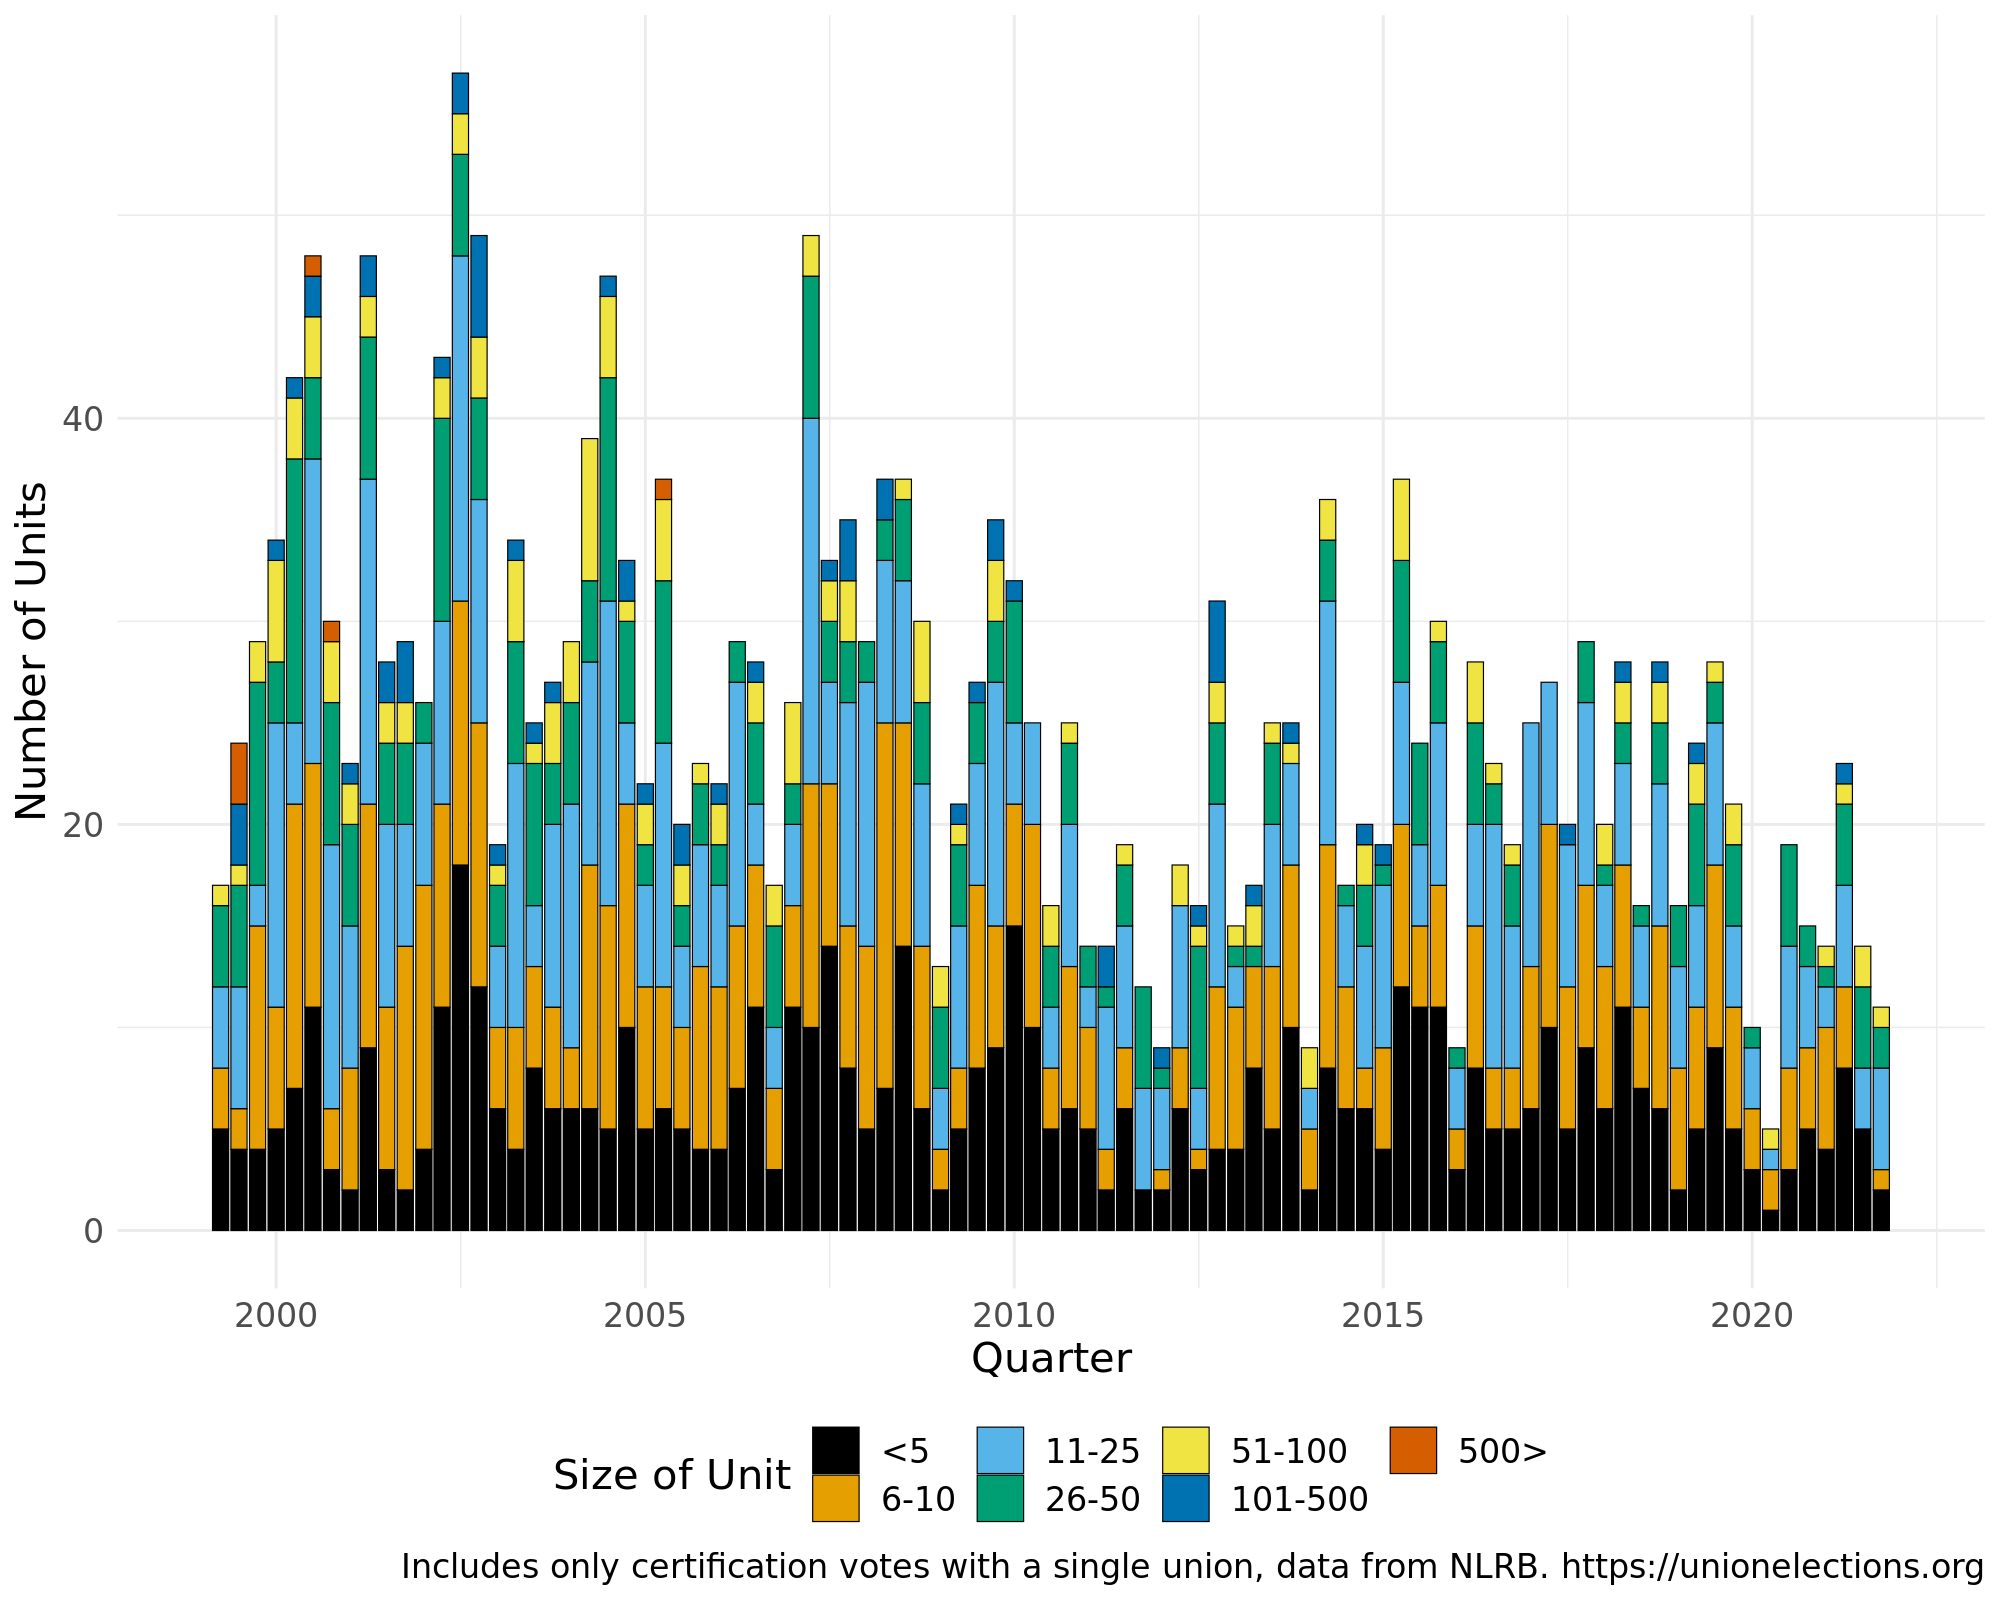 Number of Units
40
20
0
2000 2005 2010 2015 2020
Quarter
Size of Unit
<5 11-25 51-100 500>
6-10 26-50 101-500
Includes only certification votes with a single union, data from NLRB. https://unionelections.org